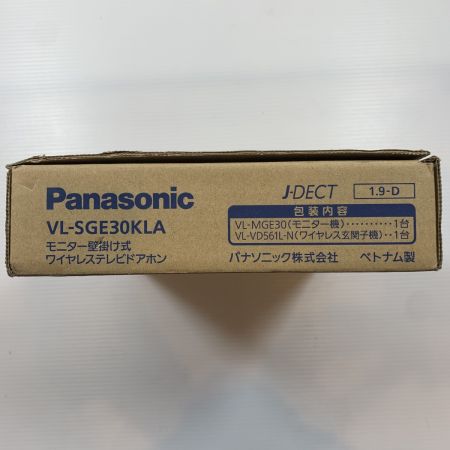 Panasonic
VL-SGE30KLA
モニター壁掛け式
ワイヤレステレビドアホン
J-DECT 1.9-D
包装内容
VL-MGE30(モニター機)‥‥‥‥‥1台
VL-VD561L-N(ワイヤレス玄関子機)‥1台
パナソニック株式会社 ベトナム製